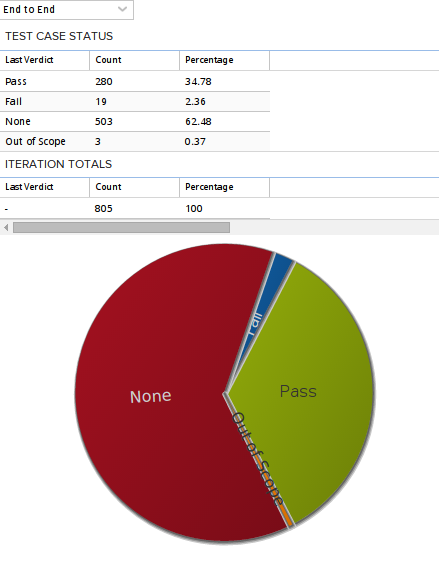 End to End
TEST CASE STATUS
Last Verdict Count Percentage
Pass 280 34.78
Fail 19 2.36
None 503 62.48
Out of Scope 3 0.37
ITERATION TOTALS
Last Verdict Count Percentage
- 805 100
Fail
None
Pass
Out of Scope